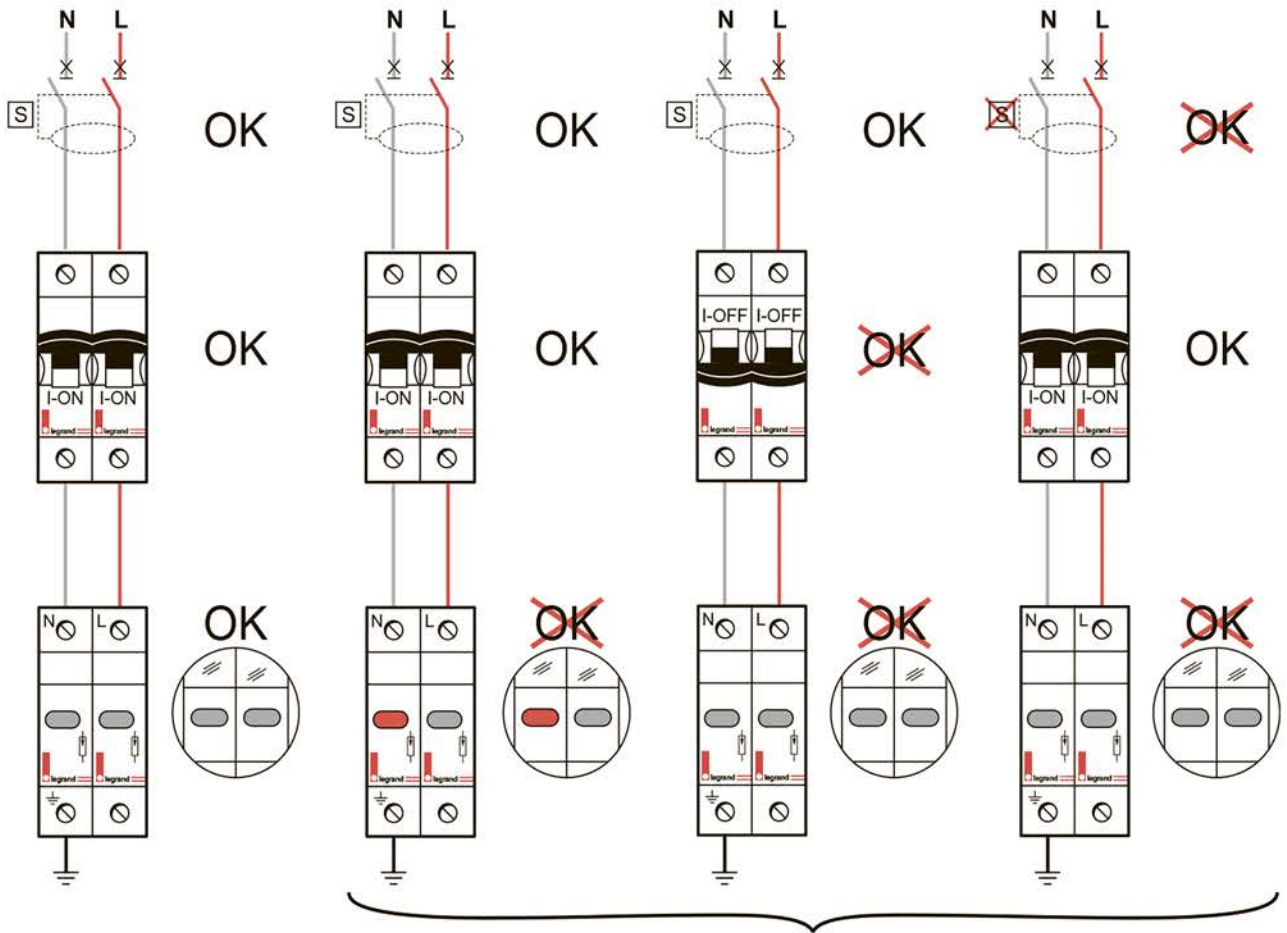 N L N L N L N L
S OK S OK S OK S OK
I-OFF I-OFF
OK OK OK OK
I-ON I-ON I-ON I-ON I-ON I-ON
legrand legrand legrand legrand legrand legrand legrand legrand
OK OK OK OK
N L N L N L N L
legrand legrand legrand legrand legrand legrand legrand legrand